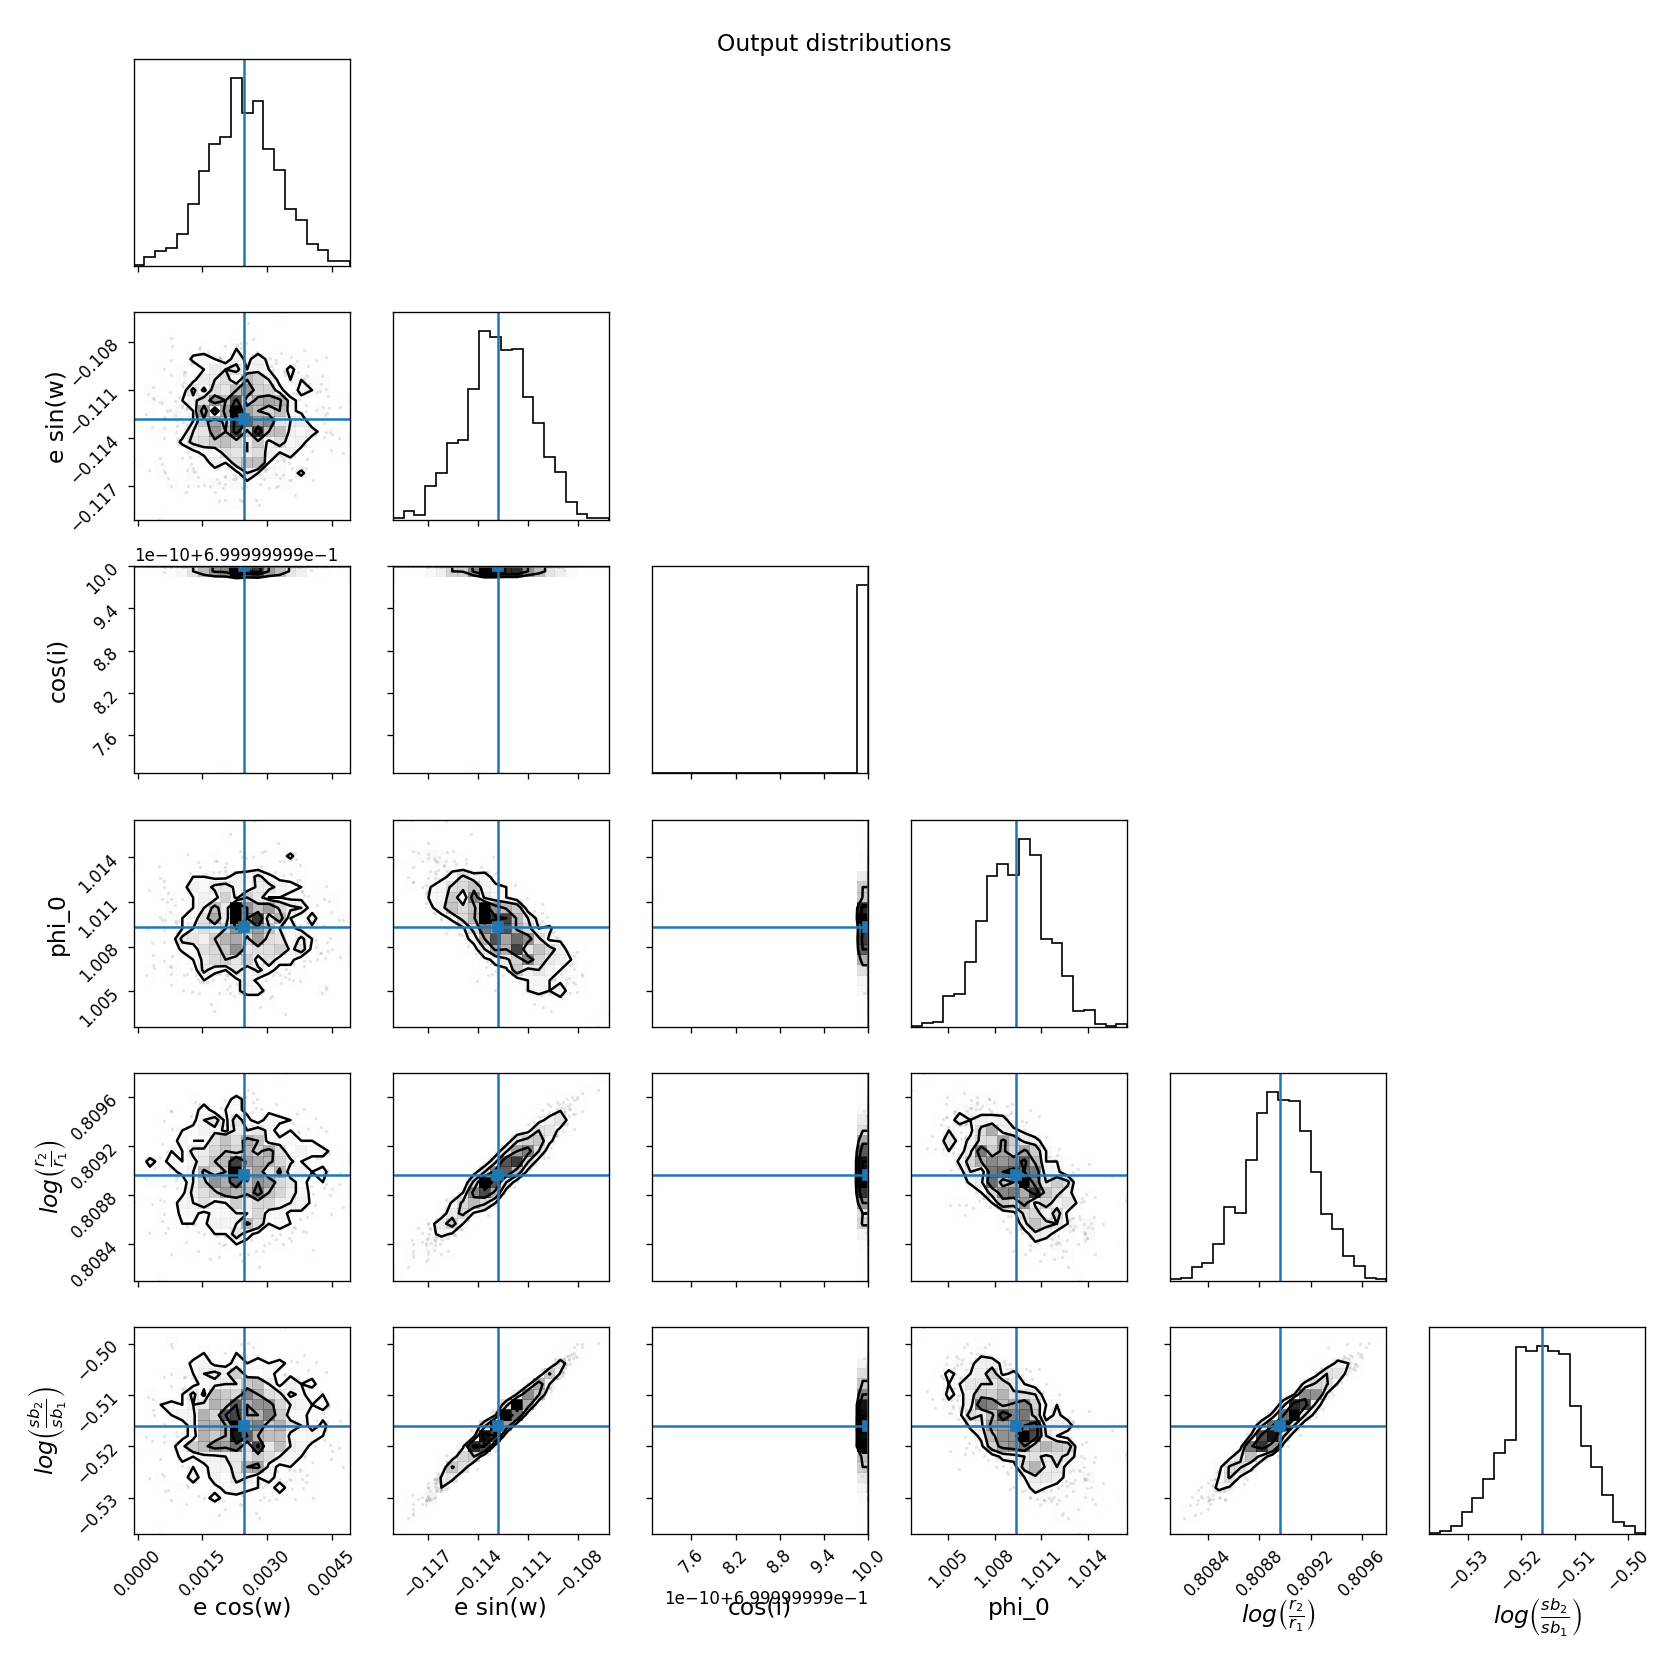 Output distributions
e sin(w)
−0.108
−0.111
−0.114
−0.117
1e−10+6.99999999e−1
cos(i)
10.0
9.4
8.8
8.2
7.6
phi_0
1.014
1.011
1.008
1.005
log(r₂/r₁)
0.8096
0.8092
0.8088
0.8084
log(sb₂/sb₁)
−0.50
−0.51
−0.52
−0.53
0.0000 0.0015 0.0030 0.0045
e cos(w)
−0.117 −0.114 −0.111 −0.108
e sin(w)
7.6 8.2 8.8 9.4 10.0
1e−10+6.99999999e−1
cos(i)
1.005 1.008 1.011 1.014
phi_0
0.8084 0.8088 0.8092 0.8096
log(r₂/r₁)
−0.53 −0.52 −0.51 −0.50
log(sb₂/sb₁)